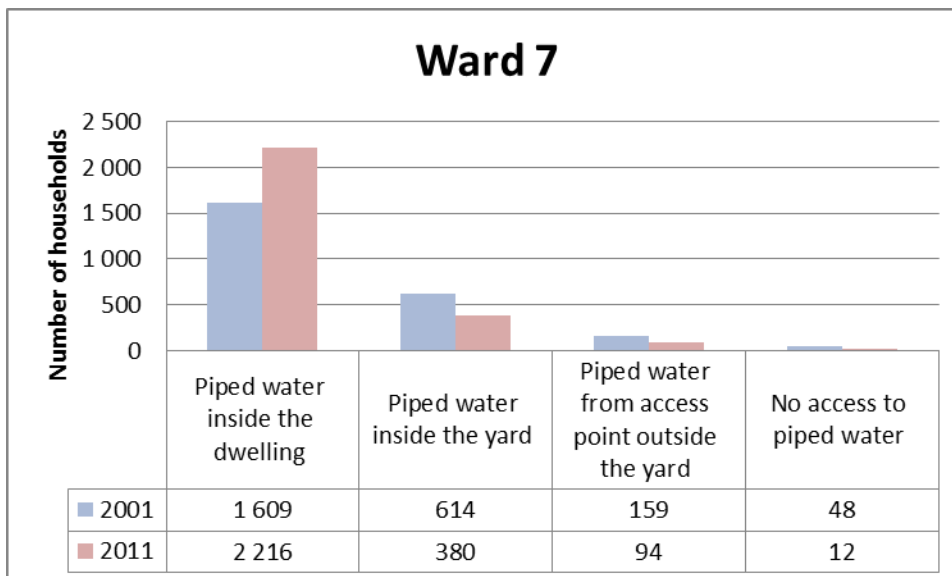 Ward 7
Number of households
2 500
2 000
1 500
1 000
500
0
Piped water
inside the
dwelling
Piped water
inside the yard
Piped water
from access
point outside
the yard
No access to
piped water
2001 1 609 614 159 48
2011 2 216 380 94 12